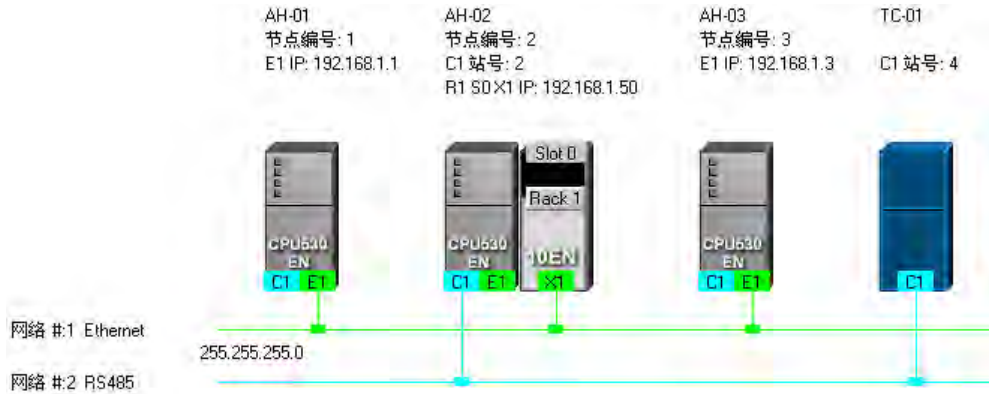 AH-01
节点编号: 1
E1 IP: 192.168.1.1
AH-02
节点编号: 2
C1 站号: 2
R1 S0 X1 IP: 192.168.1.50
AH-03
节点编号: 3
E1 IP: 192.168.1.3
TC-01
C1 站号: 4
CPU530
EN
C1 E1
CPU530
EN
C1 E1
Slot 0
Rack 1
10EN
X1
CPU530
EN
C1 E1
C1
网络 #:1 Ethernet
255.255.255.0
网络 #:2 RS485